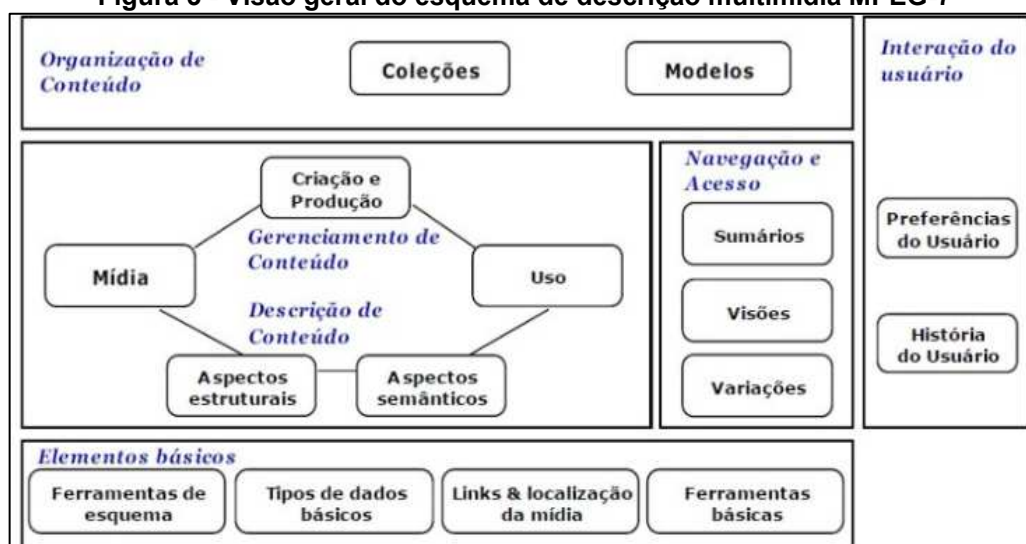 Figura 3 - Visão geral do esquema de descrição multimídia MPEG-7
Organização de
Conteúdo
Coleções
Modelos
Interação do
usuário
Preferências
do Usuário
História
do Usuário
Criação e
Produção
Gerenciamento de
Conteúdo
Mídia
Uso
Descrição de
Conteúdo
Aspectos
estruturais
Aspectos
semânticos
Navegação e
Acesso
Sumários
Visões
Variações
Elementos básicos
Ferramentas de
esquema
Tipos de dados
básicos
Links & localização
da mídia
Ferramentas
básicas